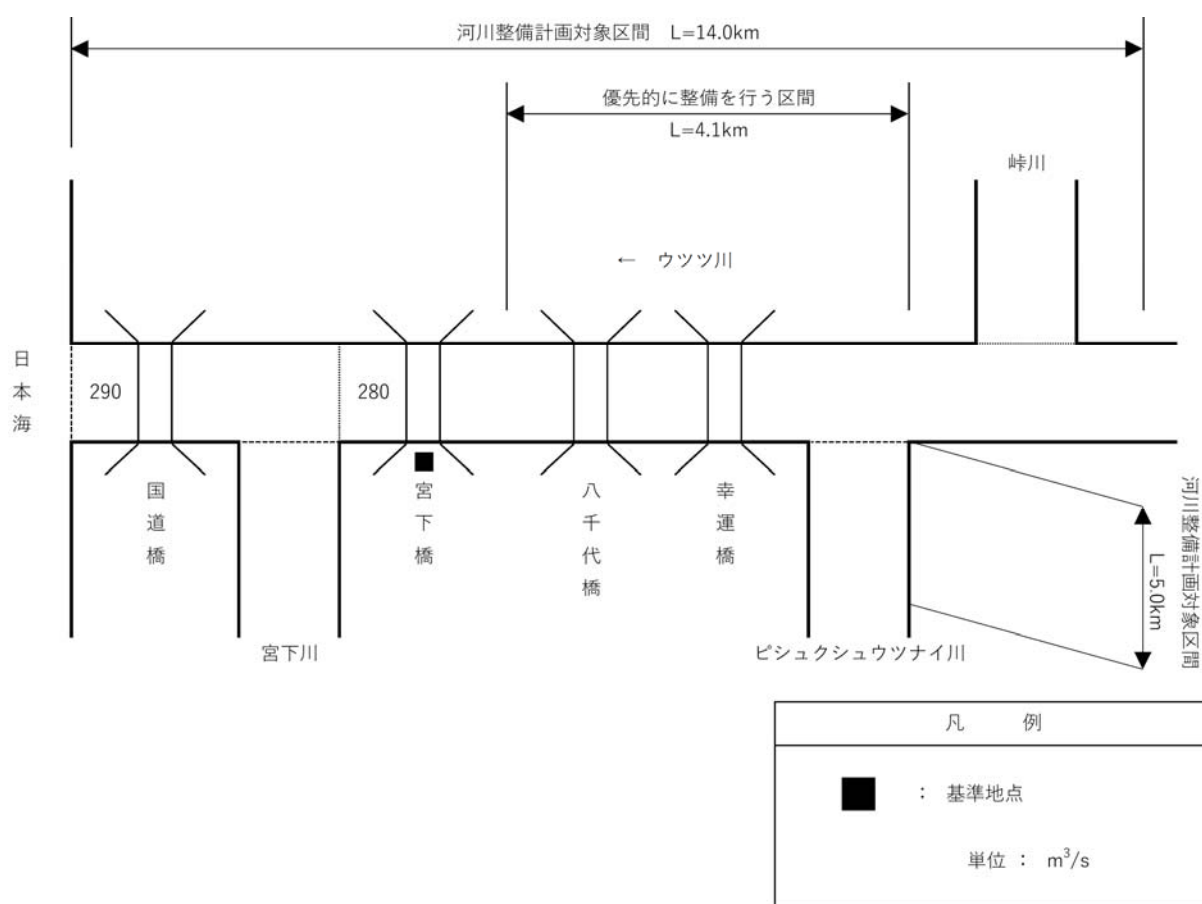 河川整備計画対象区間 L=14.0km
優先的に整備を行う区間
L=4.1km
峠川
← ウツツ川
日本海
290
280
国道橋
宮下橋
八千代橋
幸運橋
河川整備計画対象区間
L=5.0km
宮下川
ピシュクシュウツナイ川
凡 例
■ : 基準地点
単位 : m³/s